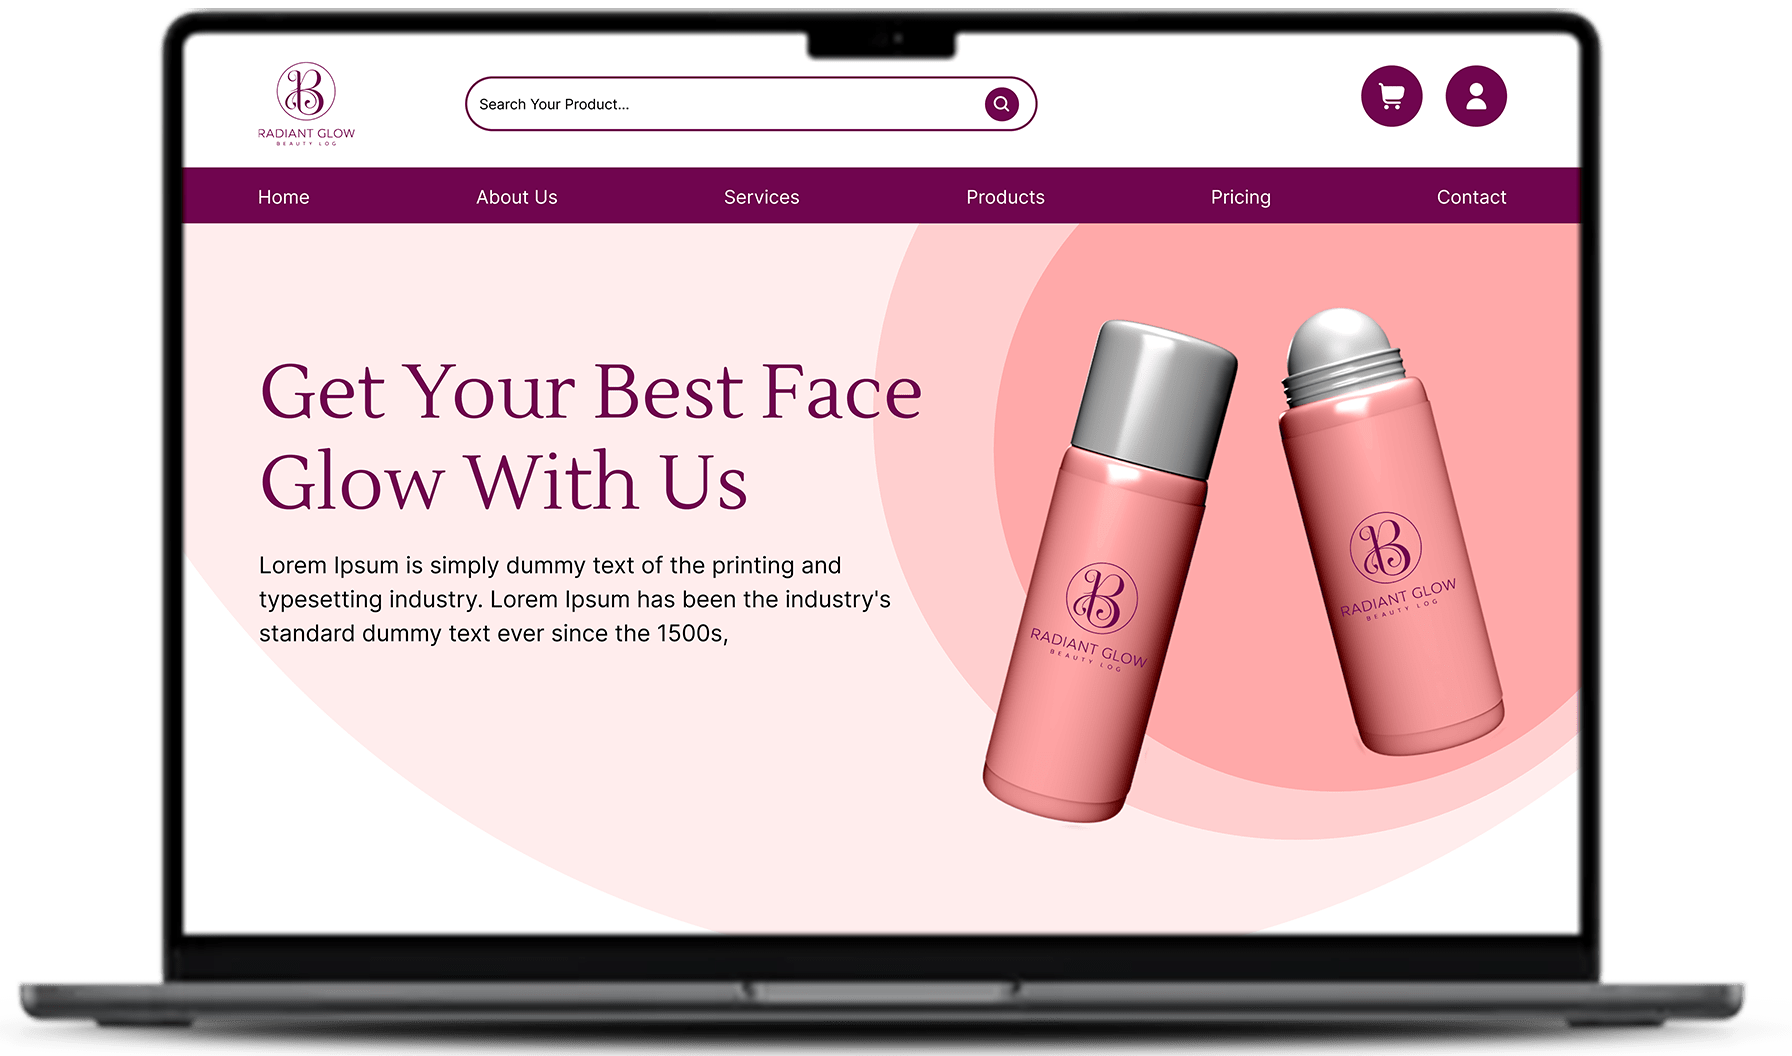 B
RADIANT GLOW
BEAUTY LOG
Search Your Product...
Home About Us Services Products Pricing Contact
Get Your Best Face
Glow With Us
Lorem Ipsum is simply dummy text of the printing and
typesetting industry. Lorem Ipsum has been the industry's
standard dummy text ever since the 1500s,
B
RADIANT GLOW
BEAUTY LOG
B
RADIANT GLOW
BEAUTY LOG